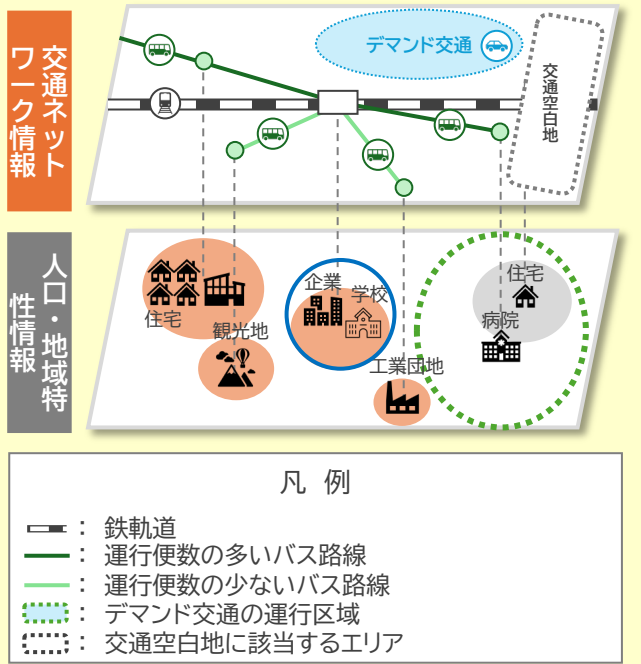 交通ネットワーク情報
デマンド交通
交通空白地
人口・地域特性情報
住宅
観光地
企業
学校
工業団地
住宅
病院
凡 例
： 鉄軌道
： 運行便数の多いバス路線
： 運行便数の少ないバス路線
： デマンド交通の運行区域
： 交通空白地に該当するエリア